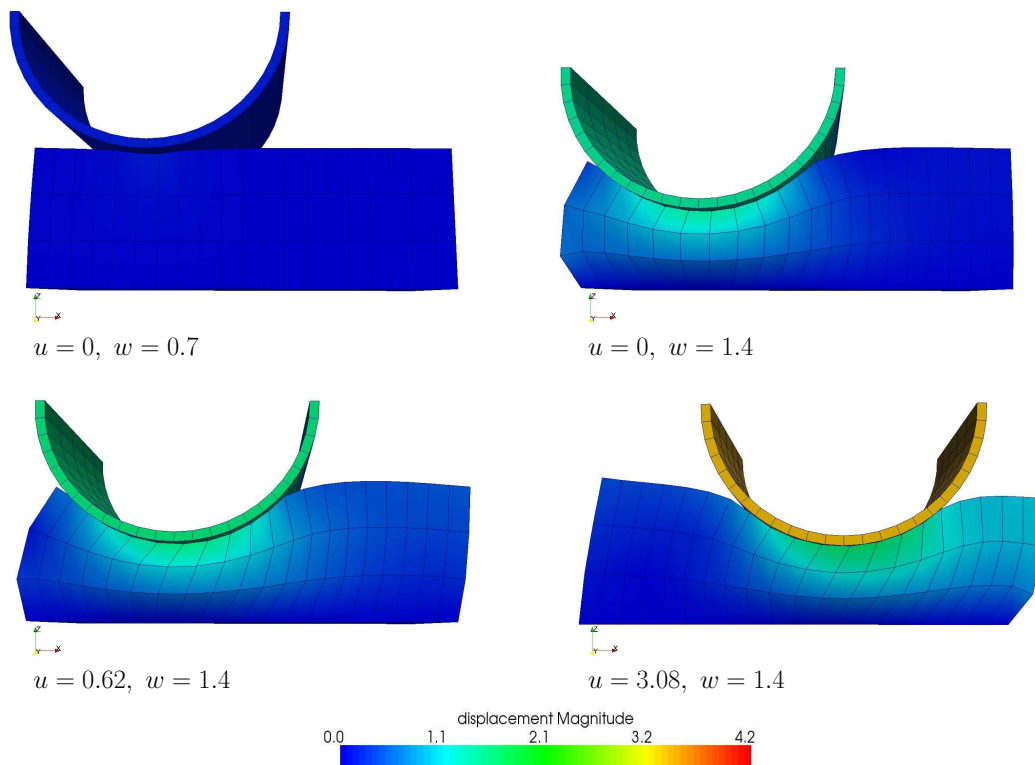 Z
Y X
u = 0, w = 0.7
Z
Y X
u = 0, w = 1.4
Z
Y X
u = 0.62, w = 1.4
Z
Y X
u = 3.08, w = 1.4
displacement Magnitude
0.0 1.1 2.1 3.2 4.2